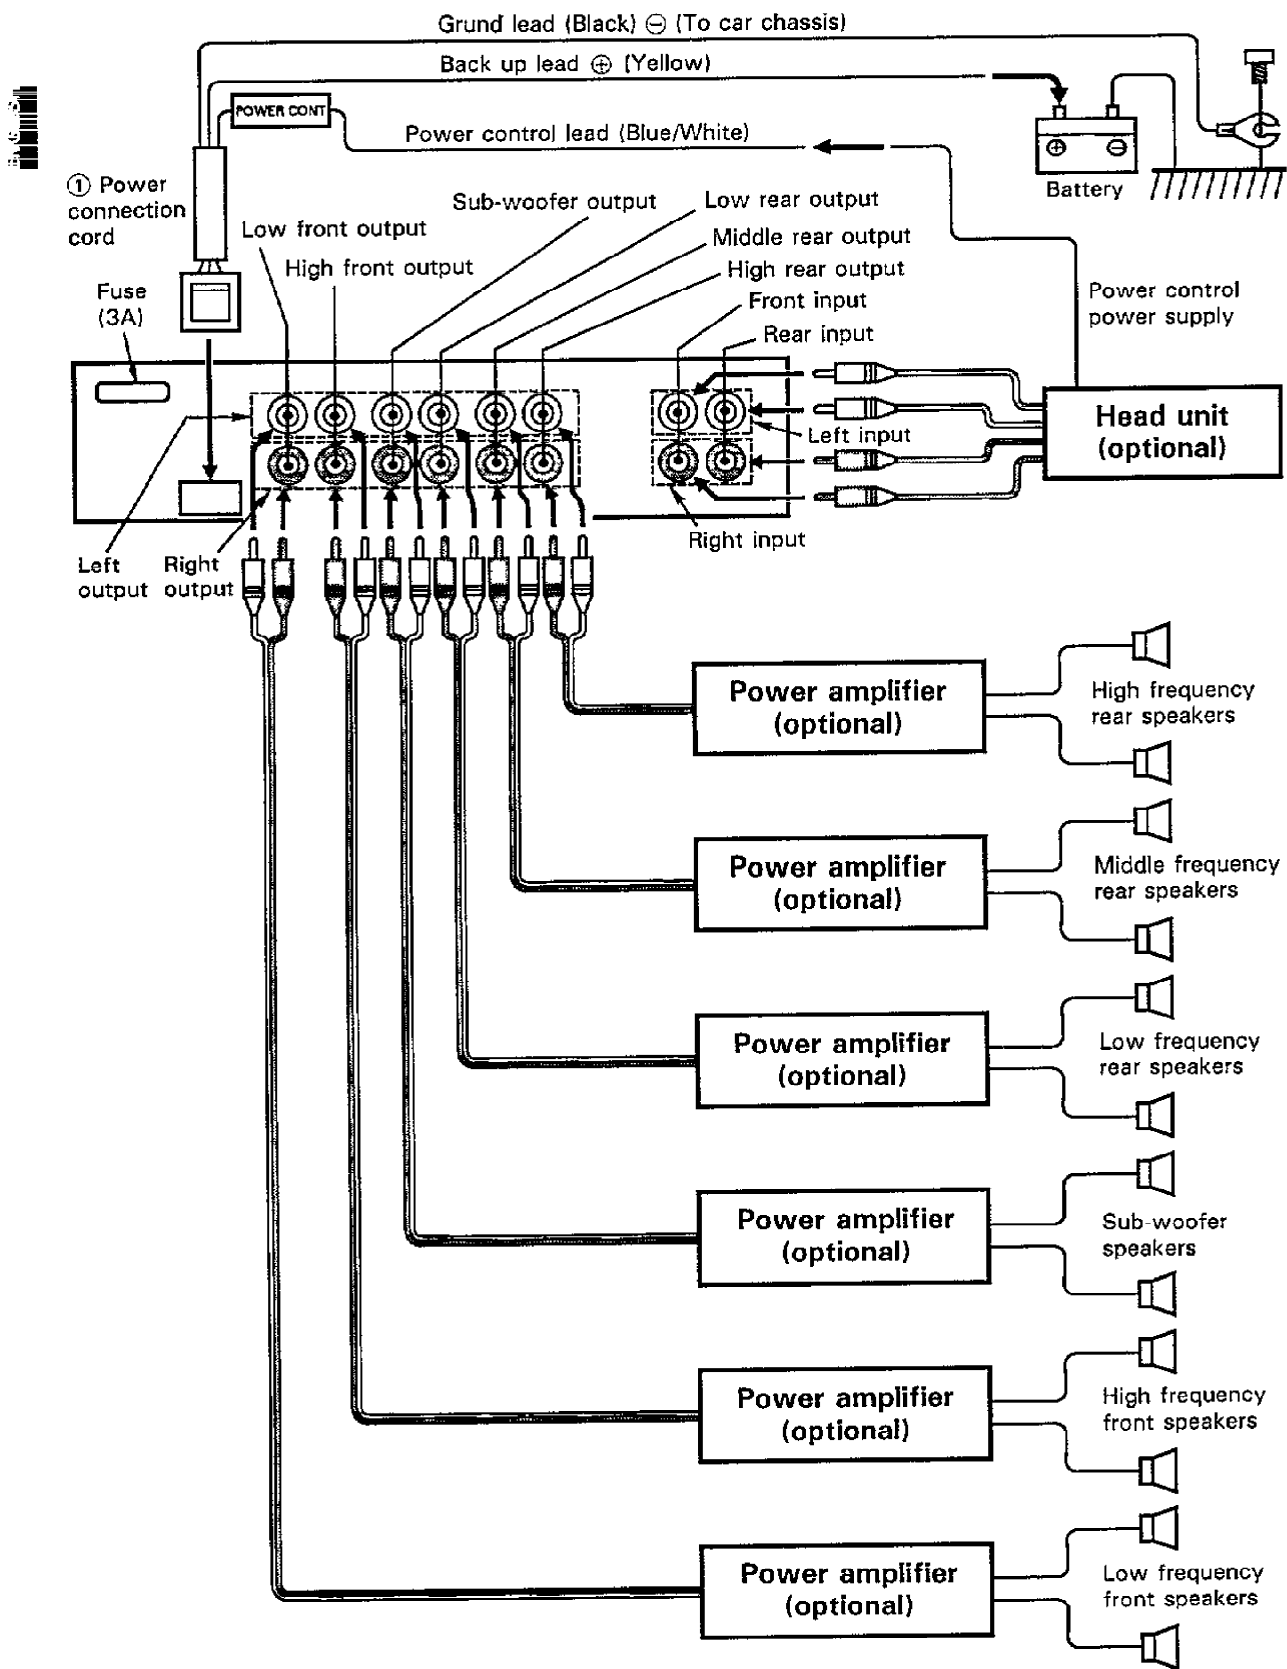 Grund lead (Black) ⊖ (To car chassis)
Back up lead ⊕ (Yellow)
POWER CONT
Power control lead (Blue/White)
⊕ ⊖
Battery
① Power
connection
cord
Sub-woofer output
Low rear output
Low front output
Middle rear output
High front output
High rear output
Fuse
(3A)
Front input
Rear input
Power control
power supply
Head unit
(optional)
Left input
Right input
Left
output
Right
output
Power amplifier
(optional)
High frequency
rear speakers
Power amplifier
(optional)
Middle frequency
rear speakers
Power amplifier
(optional)
Low frequency
rear speakers
Power amplifier
(optional)
Sub-woofer
speakers
Power amplifier
(optional)
High frequency
front speakers
Power amplifier
(optional)
Low frequency
front speakers